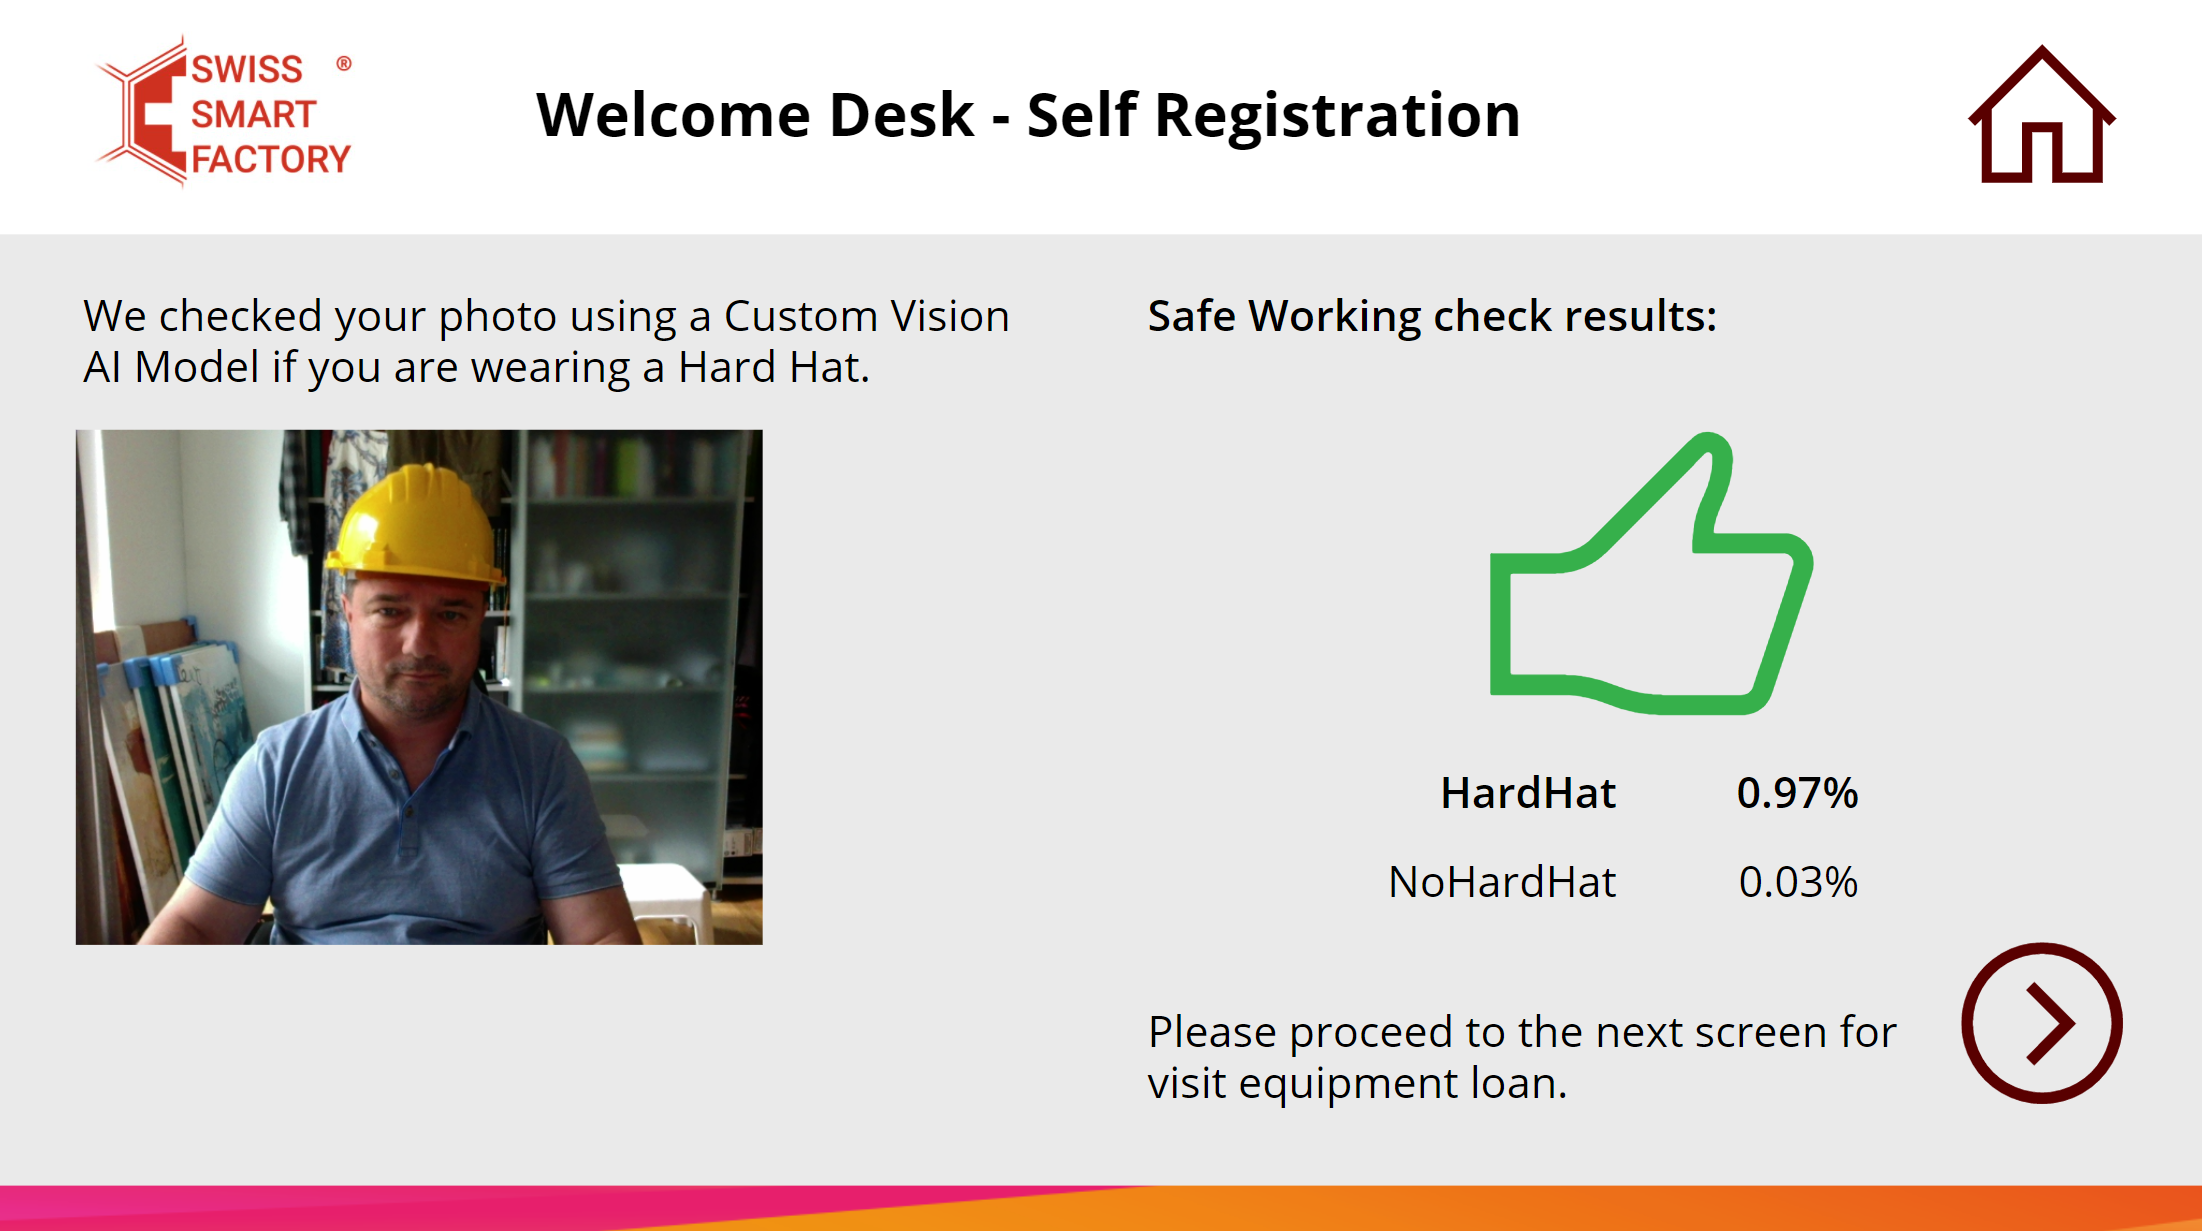 SWISS ®
SMART
FACTORY
Welcome Desk - Self Registration
We checked your photo using a Custom Vision
AI Model if you are wearing a Hard Hat.
Safe Working check results:
HardHat 0.97%
NoHardHat 0.03%
Please proceed to the next screen for
visit equipment loan.